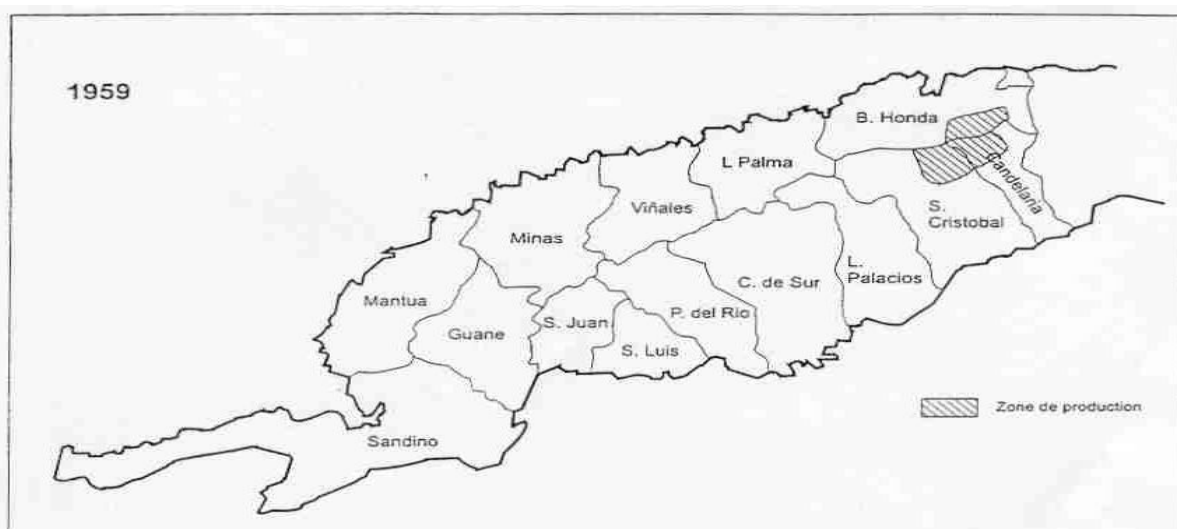 1959
B. Honda
L Palma
Candelaria
Viñales
S.
Cristobal
Minas
L.
Palacios
C. de Sur
Mantua
P. del Rio
S. Juan
Guane
S. Luis
Zone de production
Sandino